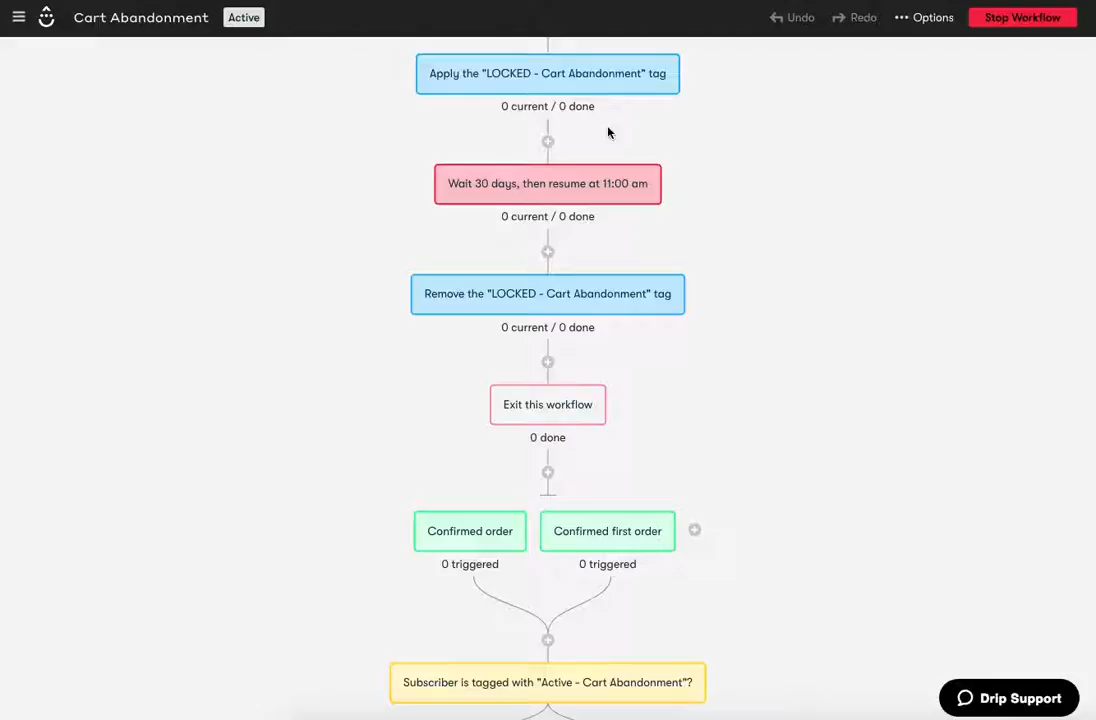 Cart Abandonment Active Undo Redo Options Stop Workflow
Apply the "LOCKED - Cart Abandonment" tag
0 current / 0 done
Wait 30 days, then resume at 11:00 am
0 current / 0 done
Remove the "LOCKED - Cart Abandonment" tag
0 current / 0 done
Exit this workflow
0 done
Confirmed order Confirmed first order
0 triggered 0 triggered
Subscriber is tagged with "Active - Cart Abandonment"?
Drip Support